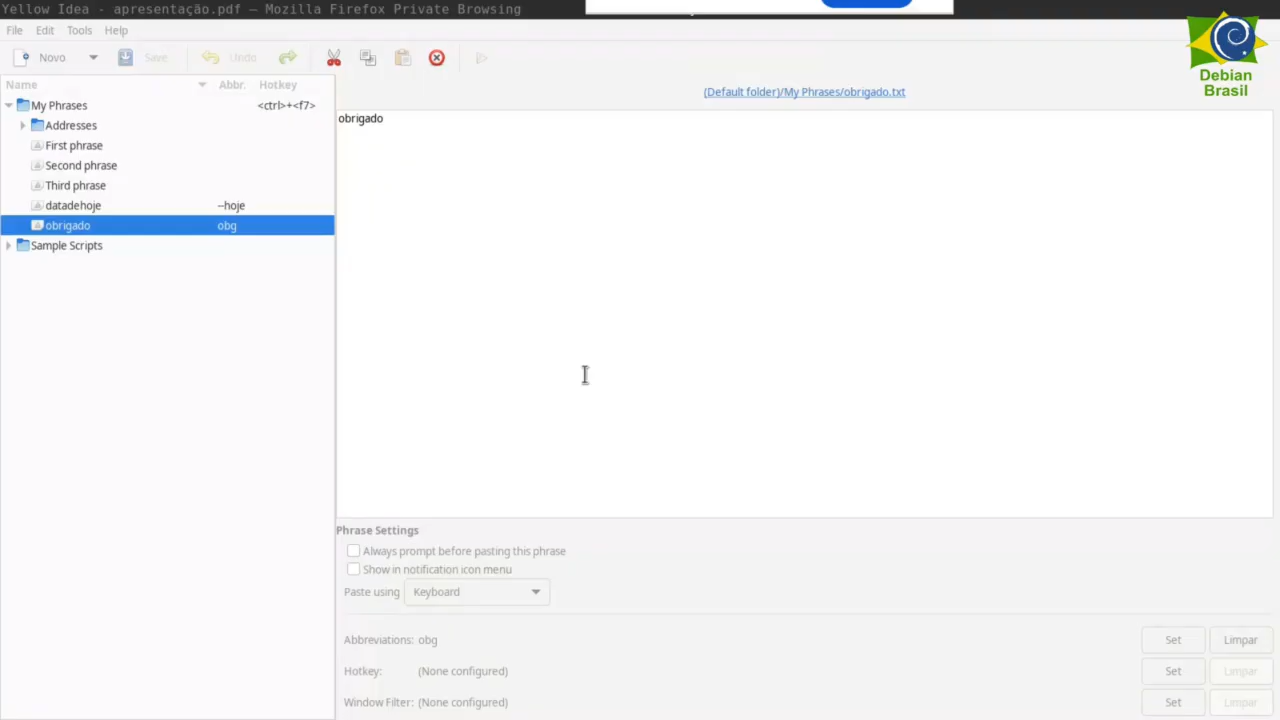 Yellow Idea - apresentação.pdf — Mozilla Firefox Private Browsing
File Edit Tools Help
Novo Save Undo
Debian
Brasil
Name Abbr. Hotkey
(Default folder)/My Phrases/obrigado.txt
My Phrases <ctrl>+<f7>
obrigado
Addresses
First phrase
Second phrase
Third phrase
datadehoje --hoje
obrigado obg
Sample Scripts
Phrase Settings
Always prompt before pasting this phrase
Show in notification icon menu
Paste using Keyboard
Abbreviations: obg Set Limpar
Hotkey: (None configured) Set Limpar
Window Filter: (None configured) Set Limpar